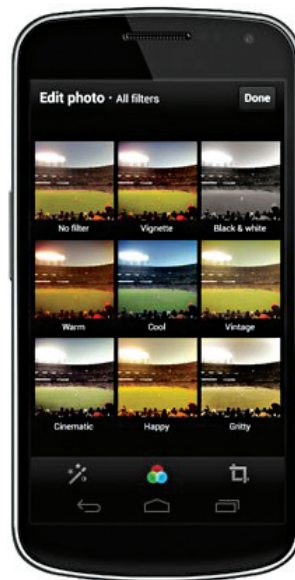 Edit photo · All filters
Done
No filter
Vignette
Black & white
Warm
Cool
Vintage
Cinematic
Happy
Gritty